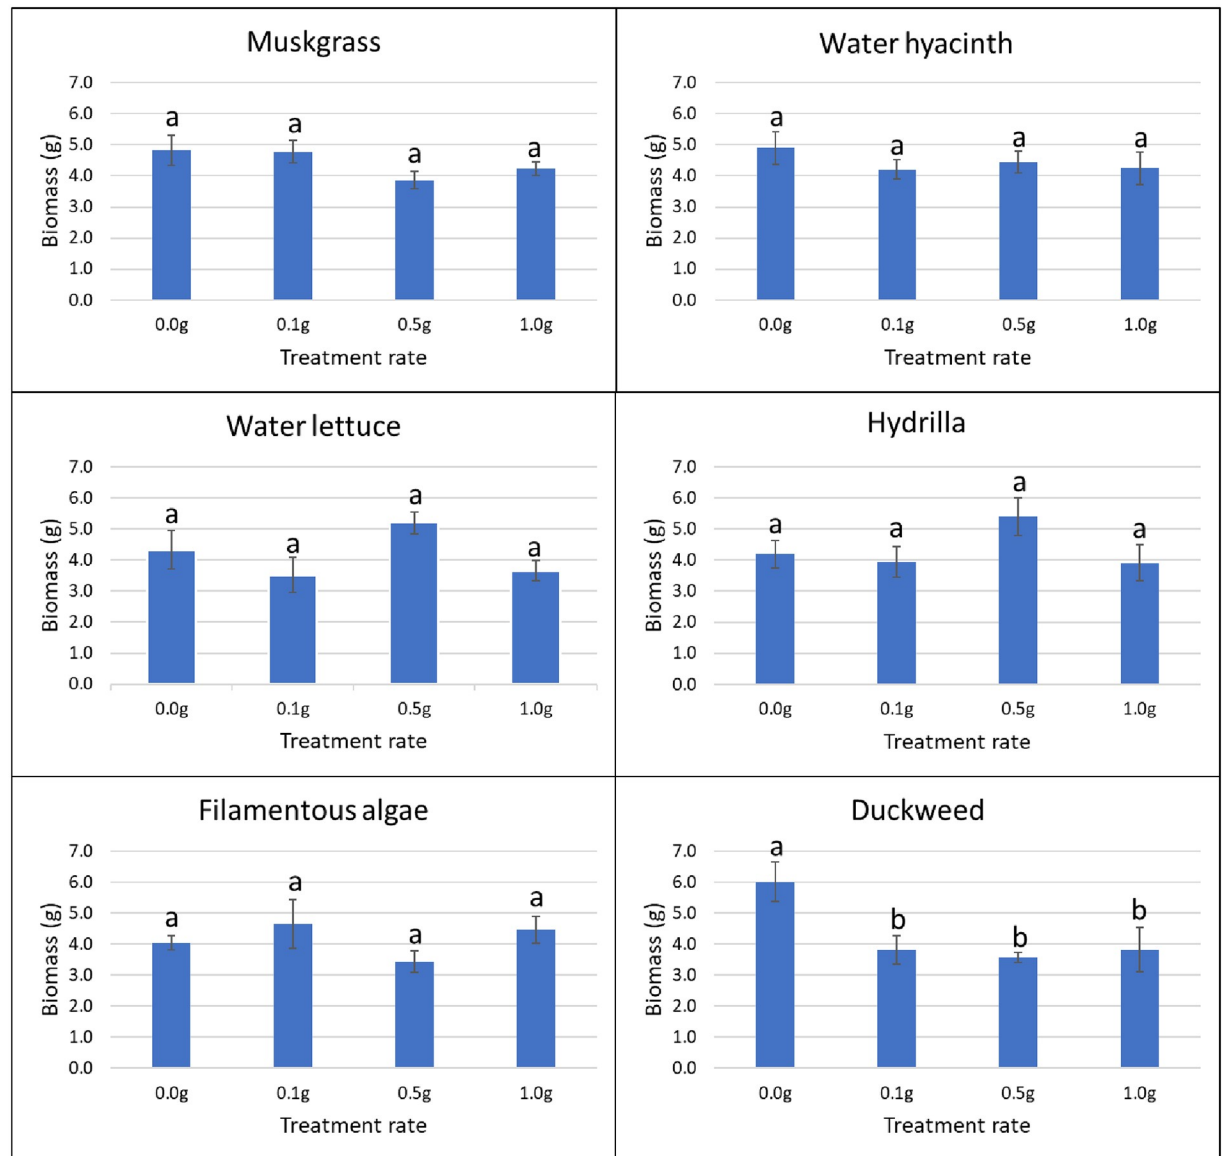 Muskgrass
7.0
6.0
5.0
4.0
3.0
2.0
1.0
0.0
Biomass (g)
a
a
a
a
0.0g 0.1g 0.5g 1.0g
Treatment rate
Water hyacinth
7.0
6.0
5.0
4.0
3.0
2.0
1.0
0.0
Biomass (g)
a
a
a
a
0.0g 0.1g 0.5g 1.0g
Treatment rate
Water lettuce
7.0
6.0
5.0
4.0
3.0
2.0
1.0
0.0
Biomass (g)
a
a
a
a
0.0g 0.1g 0.5g 1.0g
Treatment rate
Hydrilla
7.0
6.0
5.0
4.0
3.0
2.0
1.0
0.0
Biomass (g)
a
a
a
a
0.0g 0.1g 0.5g 1.0g
Treatment rate
Filamentous algae
7.0
6.0
5.0
4.0
3.0
2.0
1.0
0.0
Biomass (g)
a
a
a
a
0.0g 0.1g 0.5g 1.0g
Treatment rate
Duckweed
7.0
6.0
5.0
4.0
3.0
2.0
1.0
0.0
Biomass (g)
a
b
b
b
0.0g 0.1g 0.5g 1.0g
Treatment rate